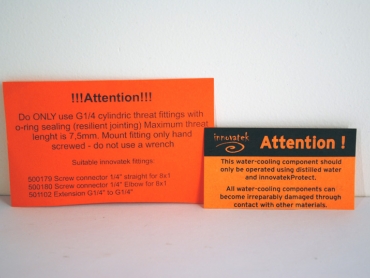 !!!Attention!!!
Do ONLY use G1/4 cylindric threat fittings with
o-ring sealing (resilient jointing) Maximum threat
lenght is 7,5mm. Mount fitting only hand
screwed - do not use a wrench
Suitable innovatek fittings:
500179 Screw connector 1/4" straight for 8x1
500180 Screw connector 1/4" Elbow for 8x1
501102 Extension G1/4" to G1/4"
innovatek
Attention !
This water-cooling component should
only be operated using distilled water
and innovatekProtect.
All water-cooling components can
become irreparably damaged through
contact with other materials.